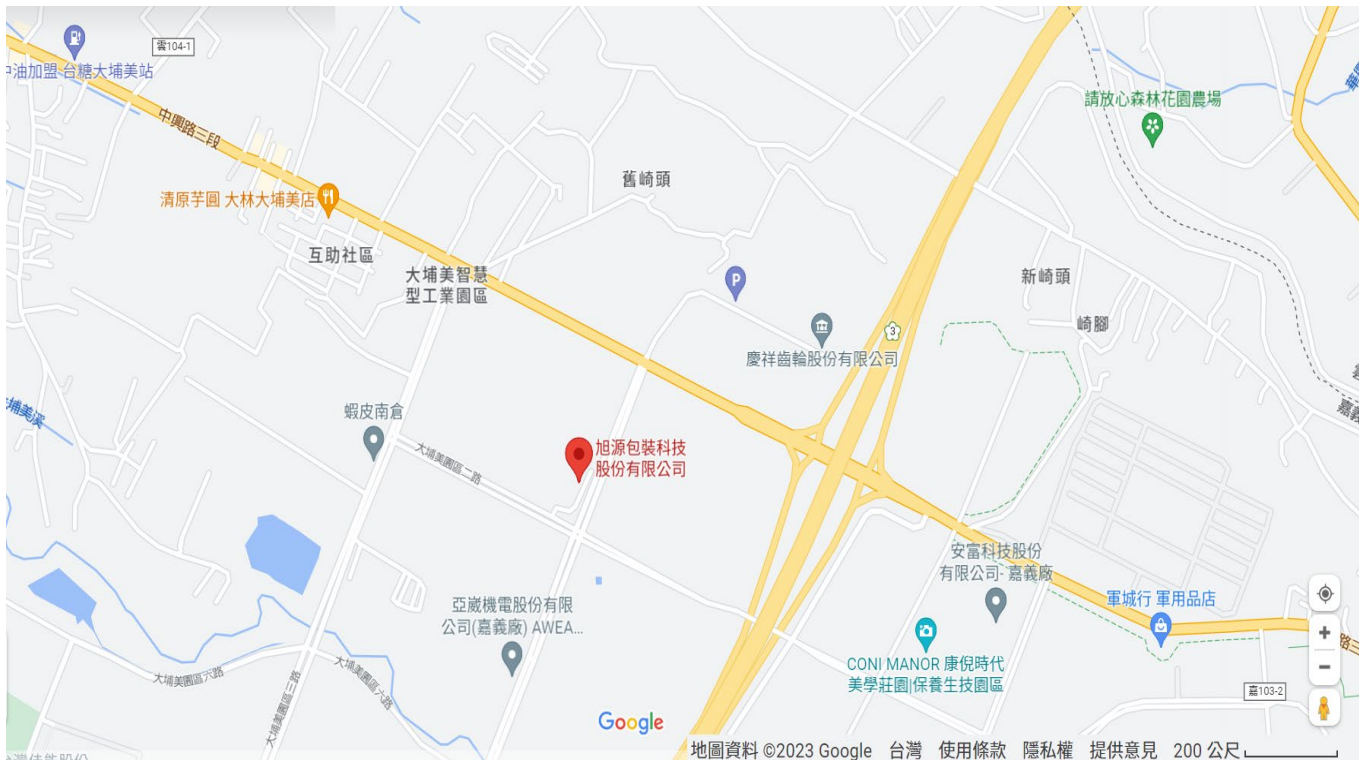 雲104-1
中油加盟 台糖大埔美站
中興路三段
請放心森林花園農場
舊崎頭
清原芋圓 大林大埔美店
互助社區
大埔美智慧
型工業園區
P
新崎頭
崎腳
3
慶祥齒輪股份有限公司
埔美溪
蝦皮南倉
大埔美園區二路
旭源包裝科技
股份有限公司
安富科技股份
有限公司- 嘉義廠
亞崴機電股份有限
公司(嘉義廠) AWEA...
軍城行 軍用品店
CONI MANOR 康倪時代
美學莊園|保養生技園區
大埔美園區六路
大埔美園區六路
大埔美園區三路
嘉103-2
Google
地圖資料 ©2023 Google 台灣 使用條款 隱私權 提供意見 200 公尺